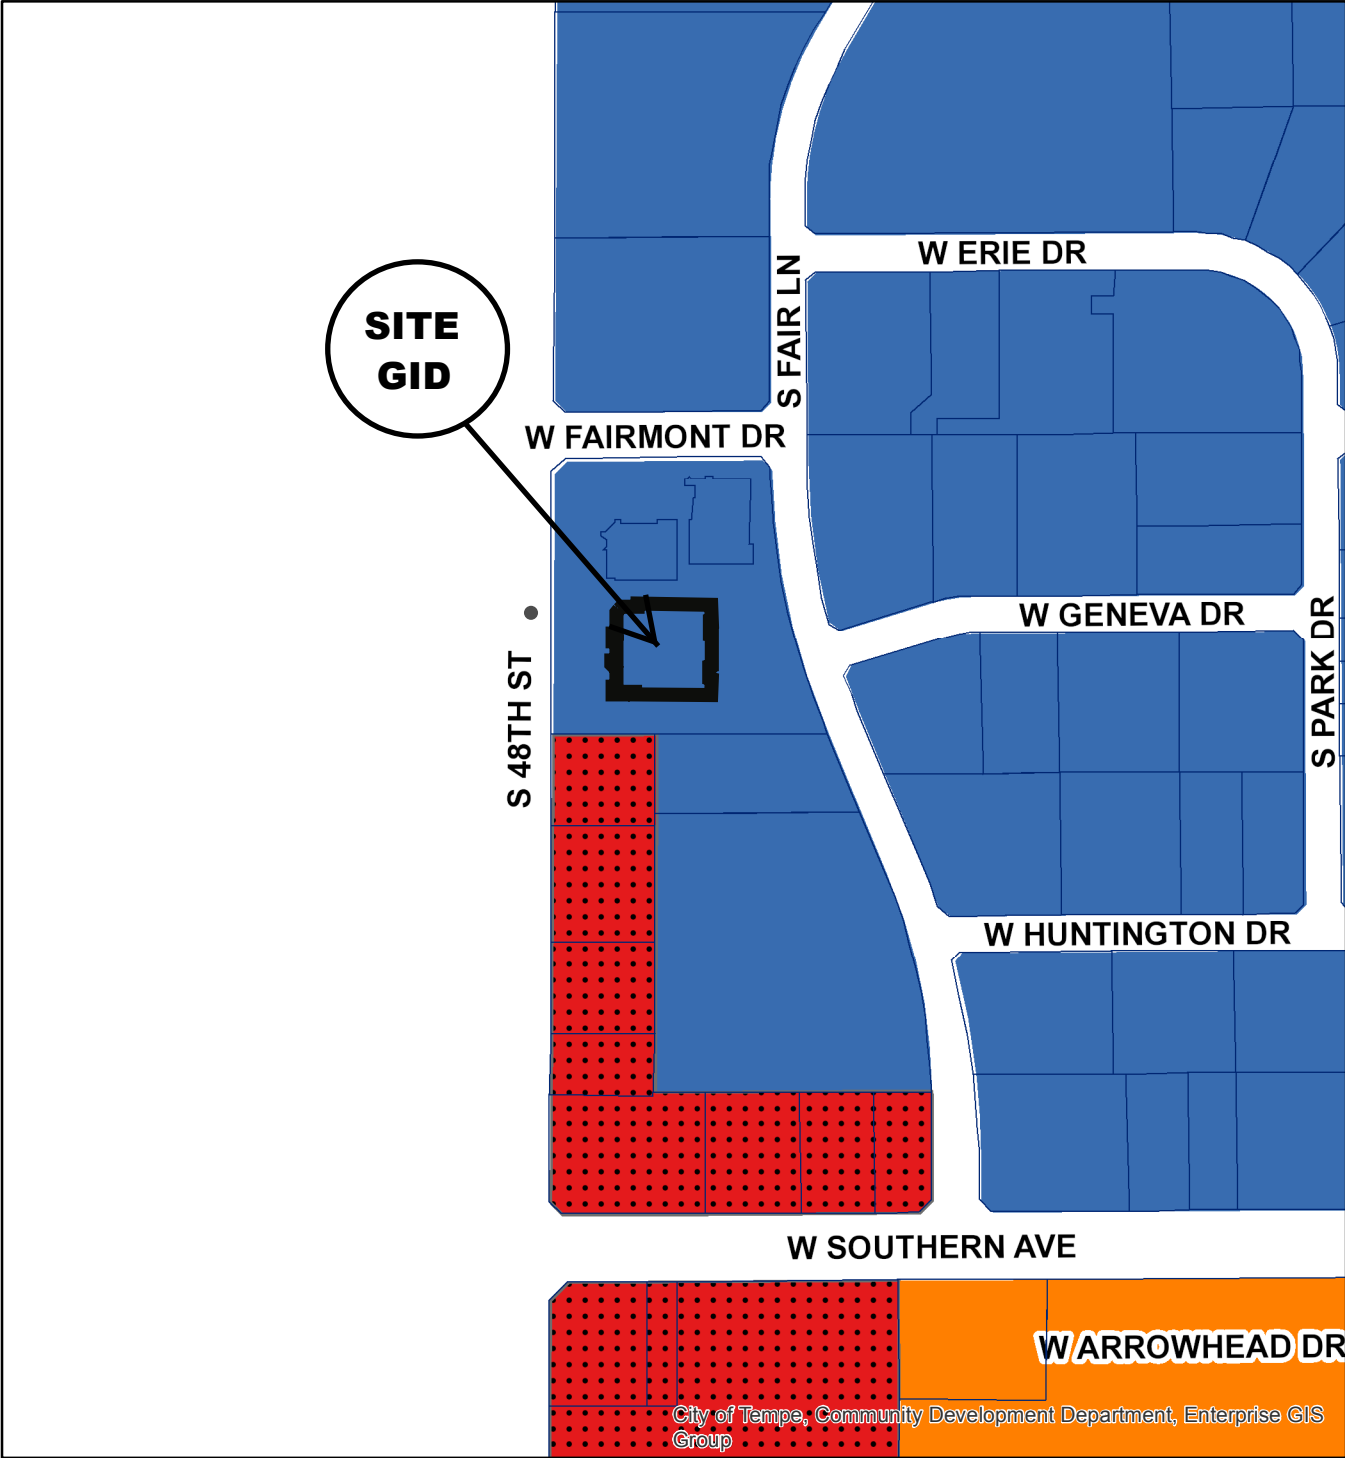 W ERIE DR
S FAIR LN
SITE
GID
W FAIRMONT DR
W GENEVA DR
S PARK DR
S 48TH ST
W HUNTINGTON DR
W SOUTHERN AVE
W ARROWHEAD DR
City of Tempe, Community Development Department, Enterprise GIS
Group